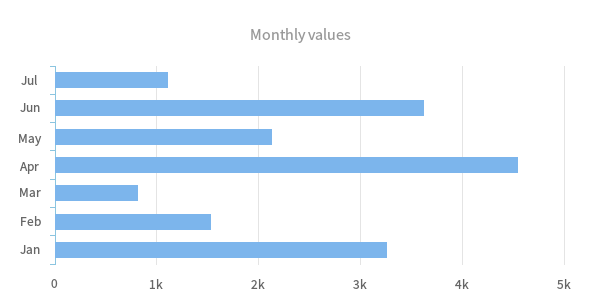 Monthly values
Jul
Jun
May
Apr
Mar
Feb
Jan
0 1k 2k 3k 4k 5k